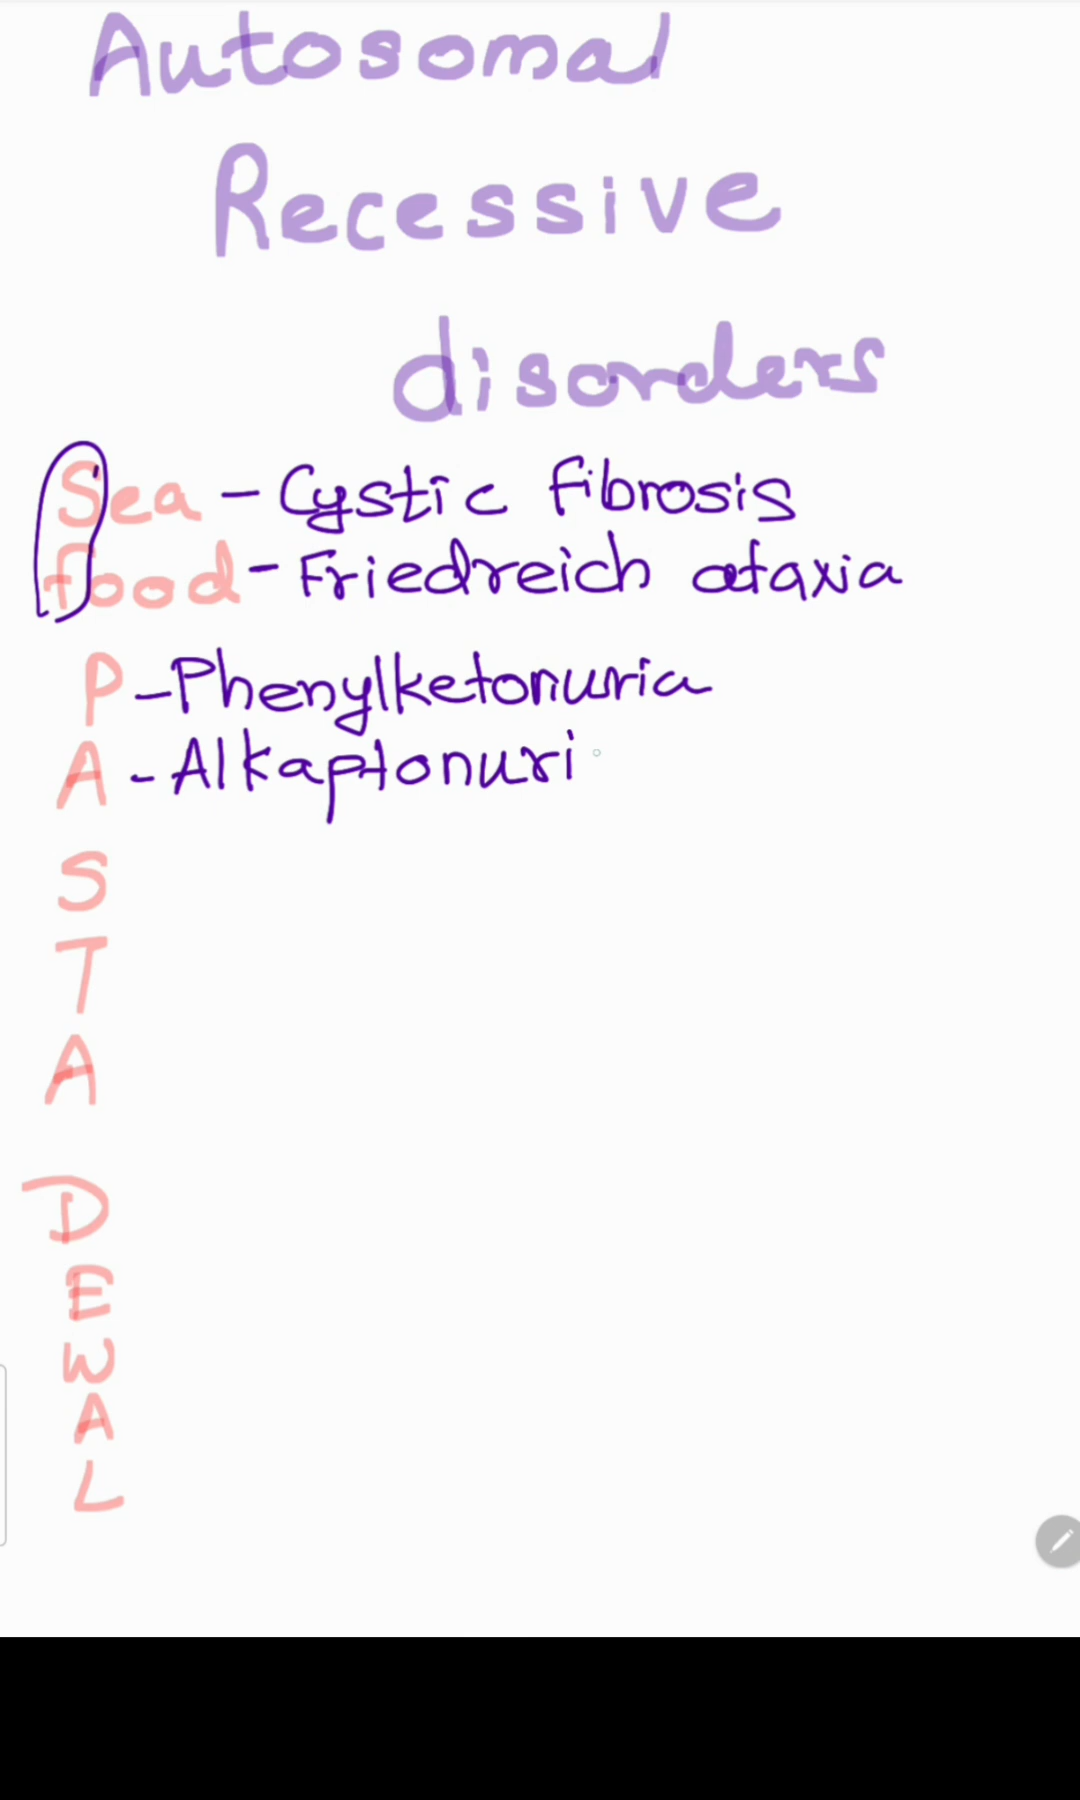 Autosomal
Recessive
disorders
Sea - Cystic Fibrosis
food - Friedreich ataxia
P - Phenylketonuria
A - Alkaptonuri
S
T
A
D
E
W
A
L